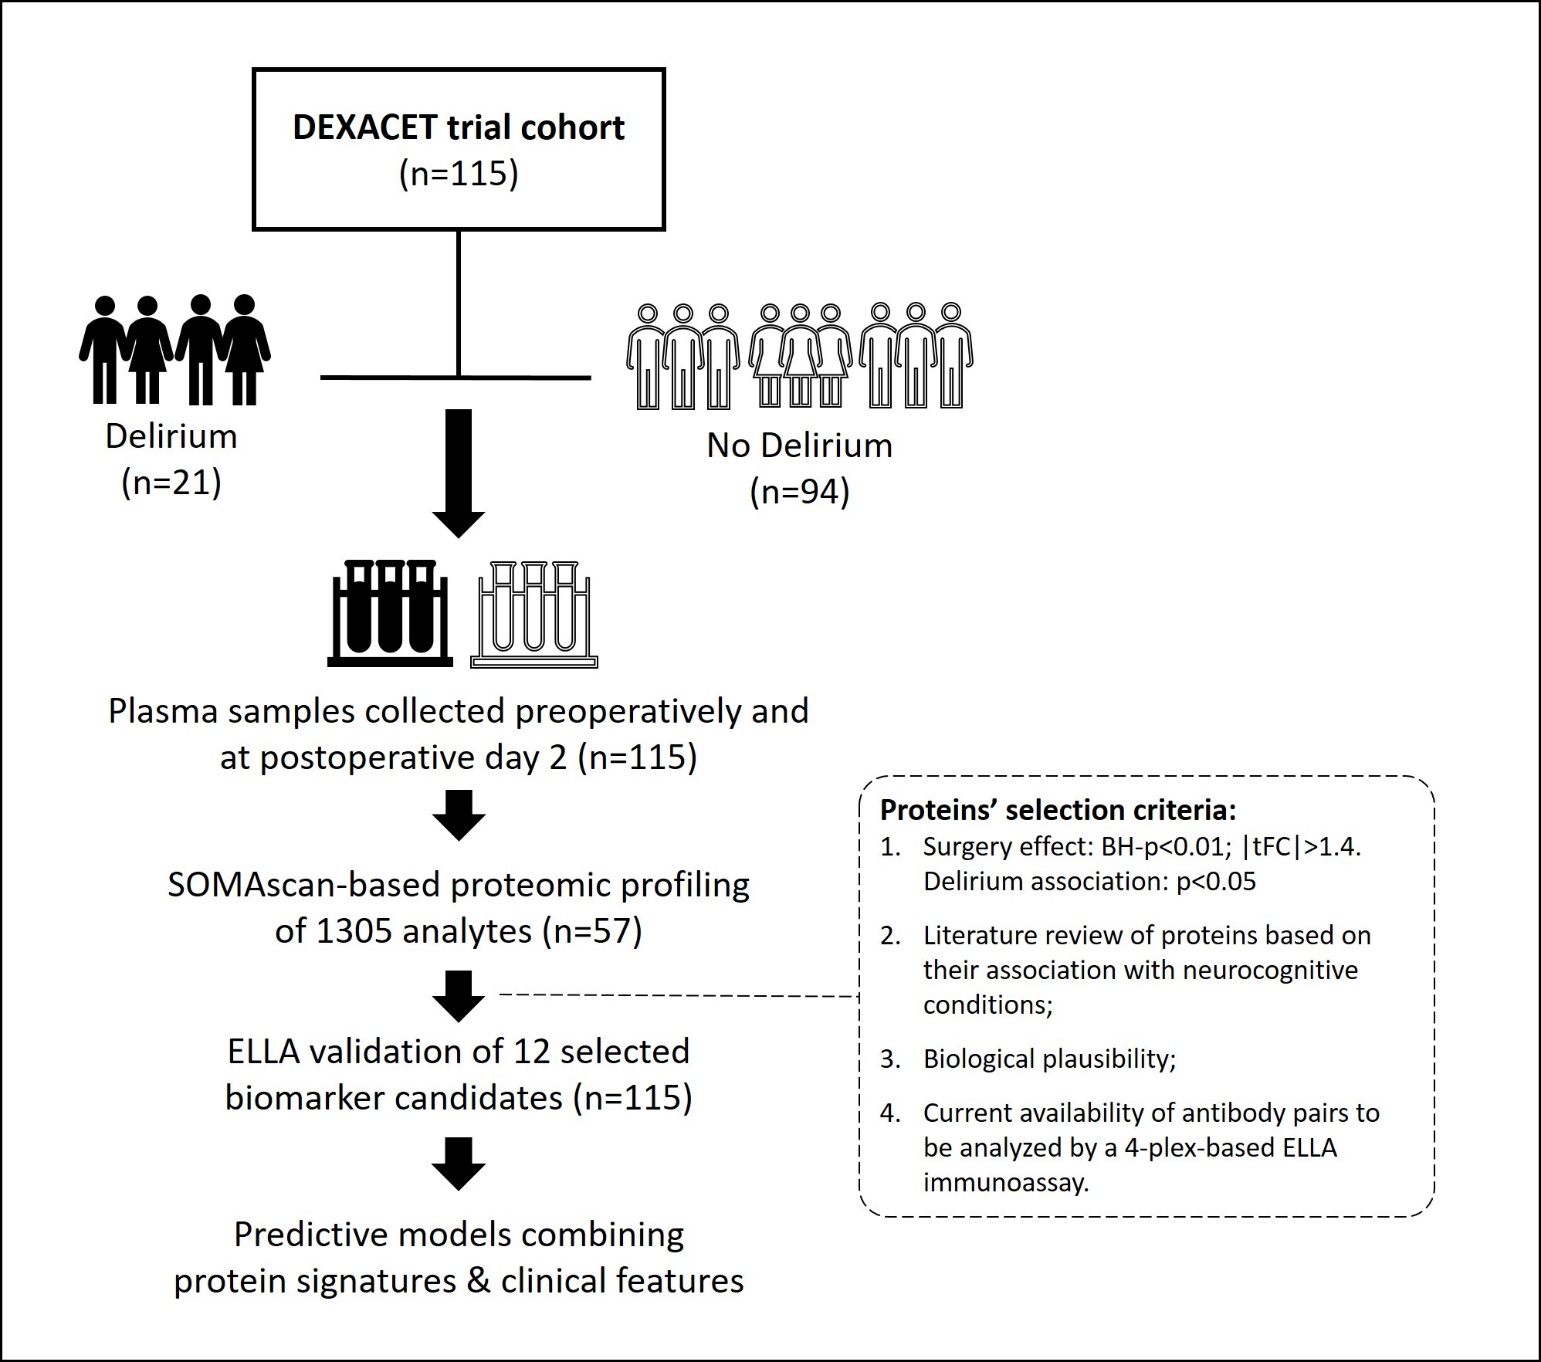 DEXACET trial cohort
(n=115)
Delirium
(n=21)
No Delirium
(n=94)
Plasma samples collected preoperatively and
at postoperative day 2 (n=115)
SOMAscan-based proteomic profiling
of 1305 analytes (n=57)
ELLA validation of 12 selected
biomarker candidates (n=115)
Predictive models combining
protein signatures & clinical features
Proteins’ selection criteria:
1. Surgery effect: BH-p<0.01; |tFC|>1.4.
Delirium association: p<0.05
2. Literature review of proteins based on
their association with neurocognitive
conditions;
3. Biological plausibility;
4. Current availability of antibody pairs to
be analyzed by a 4-plex-based ELLA
immunoassay.